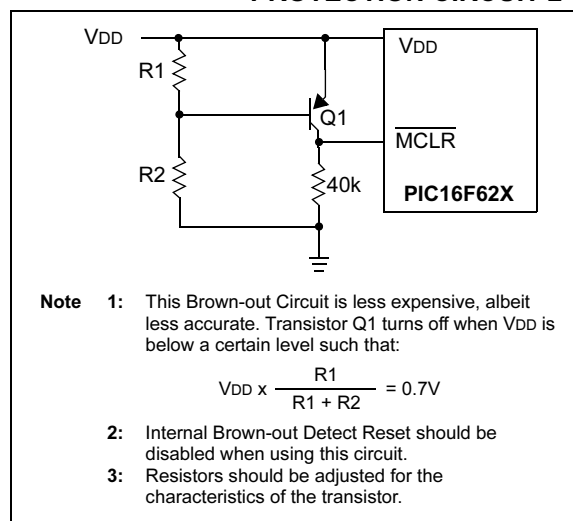 VDD
VDD
R1
Q1
MCLR
R2
40k
PIC16F62X
Note 1: This Brown-out Circuit is less expensive, albeit
less accurate. Transistor Q1 turns off when VDD is
below a certain level such that:
VDD x R1
R1 + R2 = 0.7V
2: Internal Brown-out Detect Reset should be
disabled when using this circuit.
3: Resistors should be adjusted for the
characteristics of the transistor.